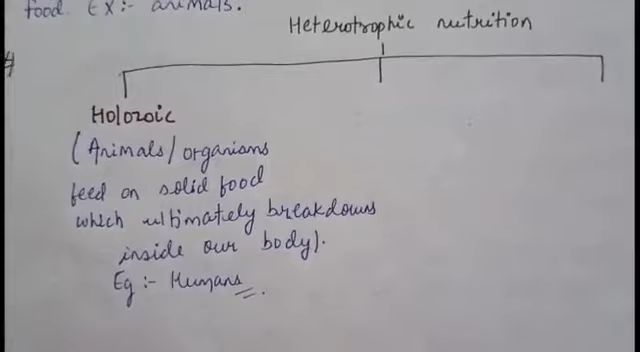 food. Ex:- animals.
Heterotrophic nutrition
Holozoic
(Animals/organisms
feed on solid food
which ultimately breakdowns
inside our body).
Eg:- Humans.